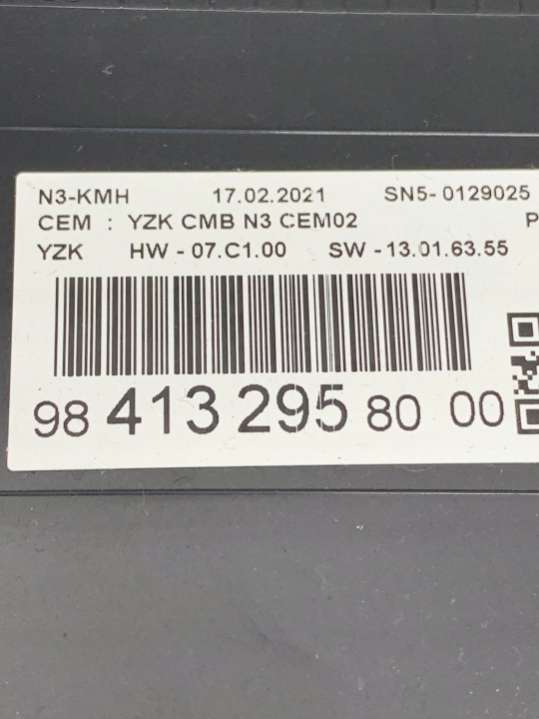 N3-KMH 17.02.2021 SN5- 0129025
CEM : YZK CMB N3 CEM02 P
YZK HW - 07.C1.00 SW - 13.01.63.55
98 413 295 80 00